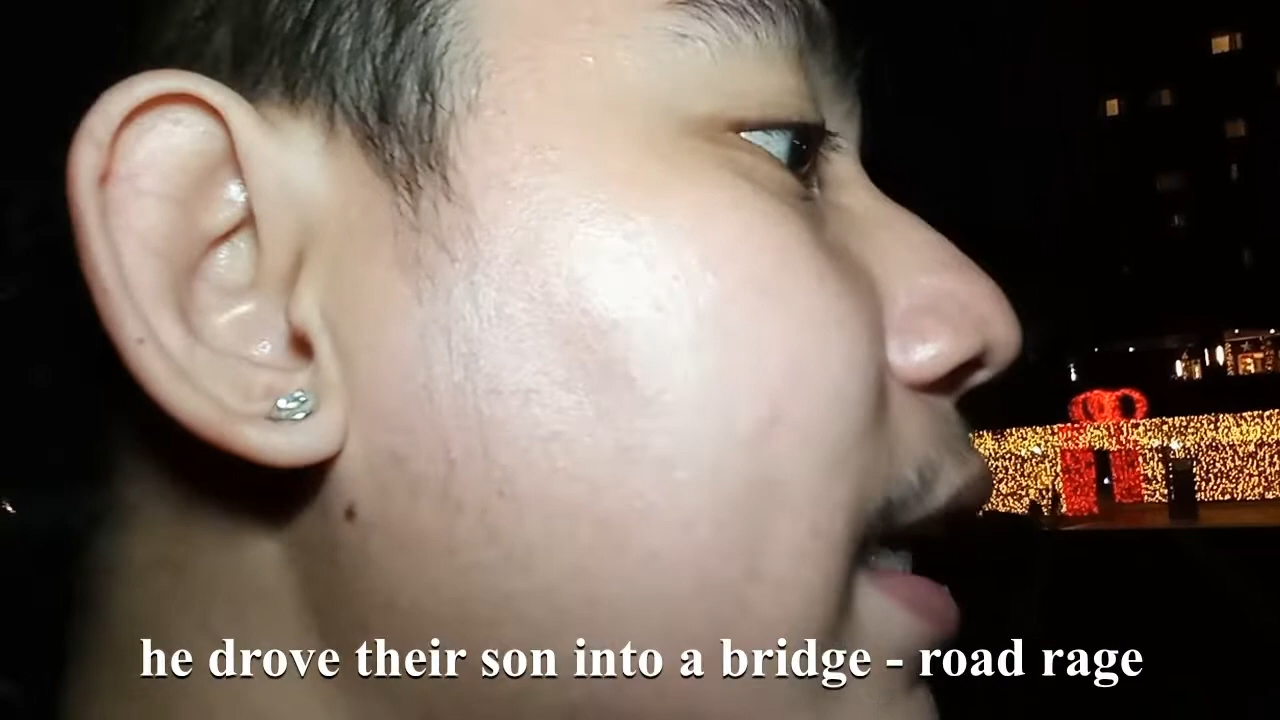 he drove their son into a bridge - road rage